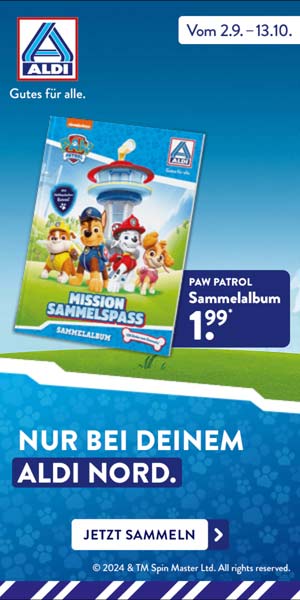 Vom 2.9. – 13.10.
ALDI
Gutes für alle.
nickelodeon
PAW
PATROL
ALDI
Gutes für alle.
MISSION
SAMMELSPASS
SAMMELALBUM
PAW PATROL
Sammelalbum
1.99*
NUR BEI DEINEM
ALDI NORD.
JETZT SAMMELN
© 2024 & TM Spin Master Ltd. All rights reserved.